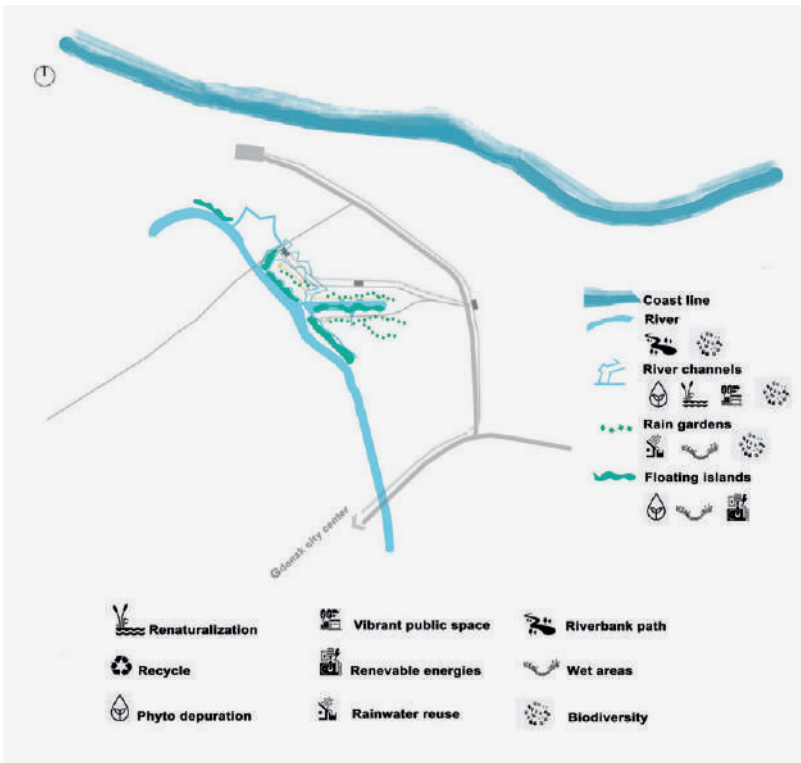 Coast line
River
River channels
Rain gardens
Floating islands
Gdansk city center
Renaturalization
Vibrant public space
Riverbank path
Recycle
Renevable energies
Wet areas
Phyto depuration
Rainwater reuse
Biodiversity